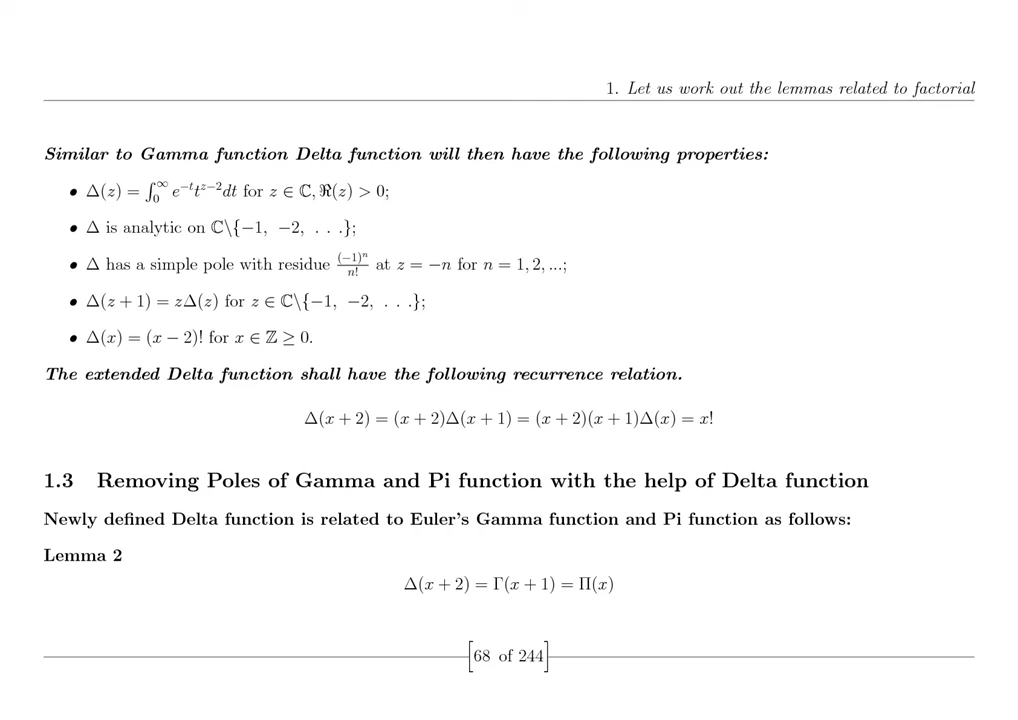 1. Let us work out the lemmas related to factorial
Similar to Gamma function Delta function will then have the following properties:
• Δ(z) = ∫₀^∞ e^{−t}t^{z−2}dt for z ∈ ℂ, ℜ(z) > 0;
• Δ is analytic on ℂ\{−1, −2, . . .};
• Δ has a simple pole with residue (−1)^n/n! at z = −n for n = 1, 2, ...;
• Δ(z + 1) = zΔ(z) for z ∈ ℂ\{−1, −2, . . .};
• Δ(x) = (x − 2)! for x ∈ ℤ ≥ 0.
The extended Delta function shall have the following recurrence relation.
Δ(x + 2) = (x + 2)Δ(x + 1) = (x + 2)(x + 1)Δ(x) = x!
1.3 Removing Poles of Gamma and Pi function with the help of Delta function
Newly defined Delta function is related to Euler's Gamma function and Pi function as follows:
Lemma 2
Δ(x + 2) = Γ(x + 1) = Π(x)
[68 of 244]